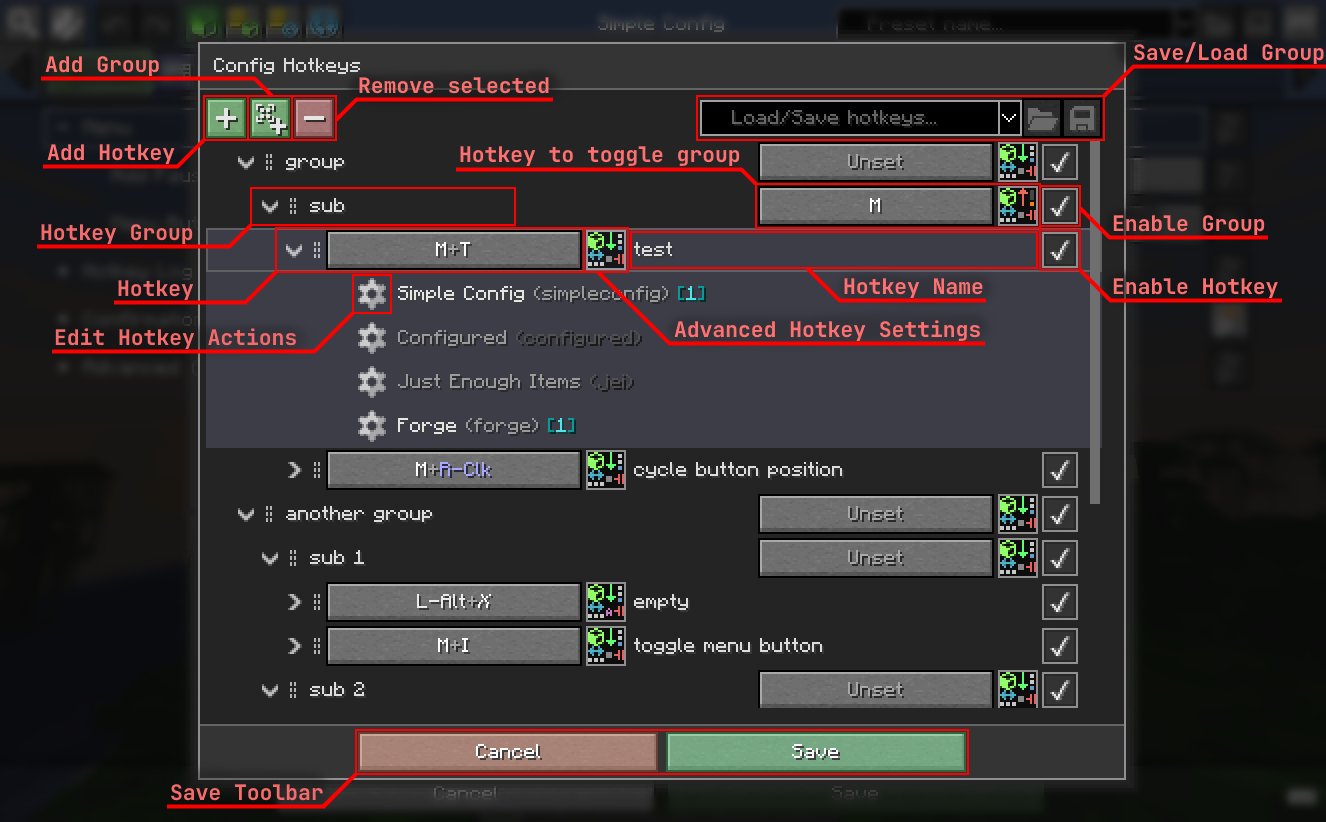 Simple Config
Preset name...
Save/Load Group
Add Group
Config Hotkeys
Remove selected
Load/Save hotkeys...
Add Hotkey
Hotkey to toggle group
group
Unset
sub
M
Enable Group
Hotkey Group
M+T
test
Hotkey
Simple Config (simpleconfig) [1]
Hotkey Name
Enable Hotkey
Edit Hotkey Actions
Configured (configured)
Advanced Hotkey Settings
Just Enough Items (jei)
Forge (forge) [1]
M+R-Clk
cycle button position
another group
Unset
sub 1
Unset
L-Alt+X
empty
M+I
toggle menu button
sub 2
Unset
Cancel
Save
Save Toolbar
Cancel
Save